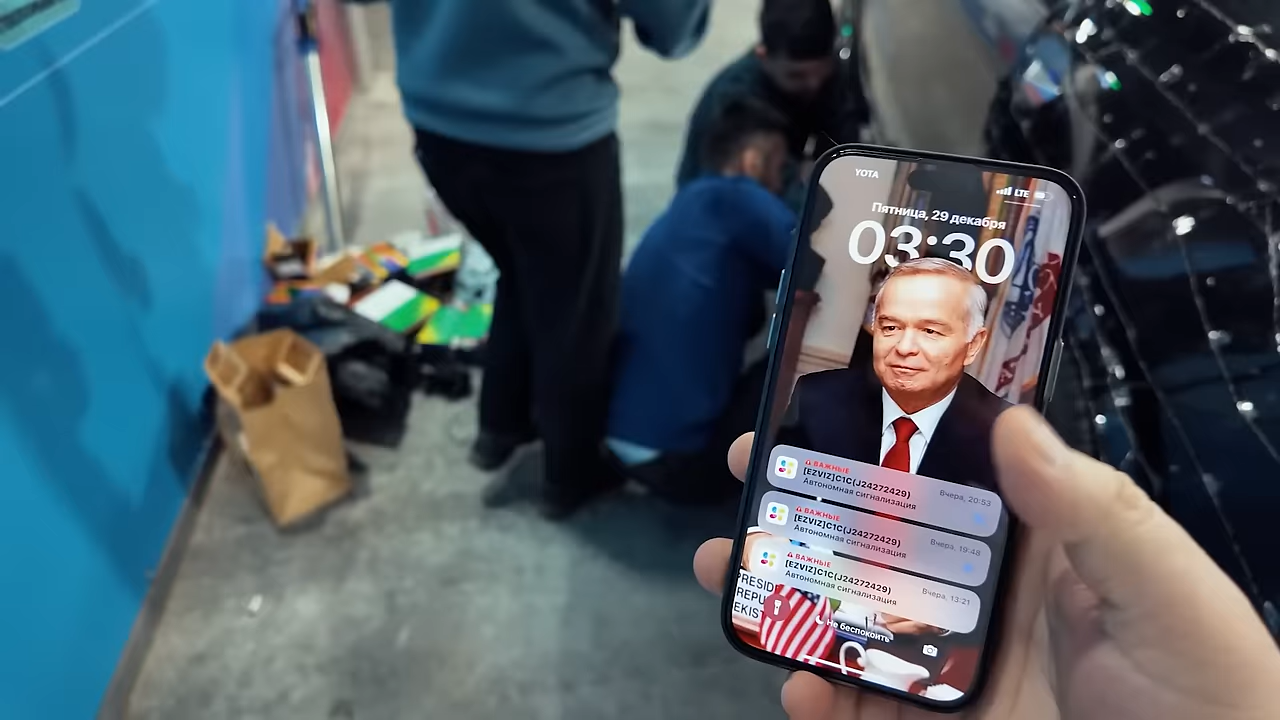 YOTA
LTE
Пятница, 29 декабря
03:30
ВАЖНЫЕ
[EZVIZ]C1C(J24272429)
Автономная сигнализация
Вчера, 20:53
ВАЖНЫЕ
[EZVIZ]C1C(J24272429)
Автономная сигнализация
Вчера, 19:48
ВАЖНЫЕ
[EZVIZ]C1C(J24272429)
Автономная сигнализация
Вчера, 13:21
PRESID
REPU
EKIST
Не беспокоить